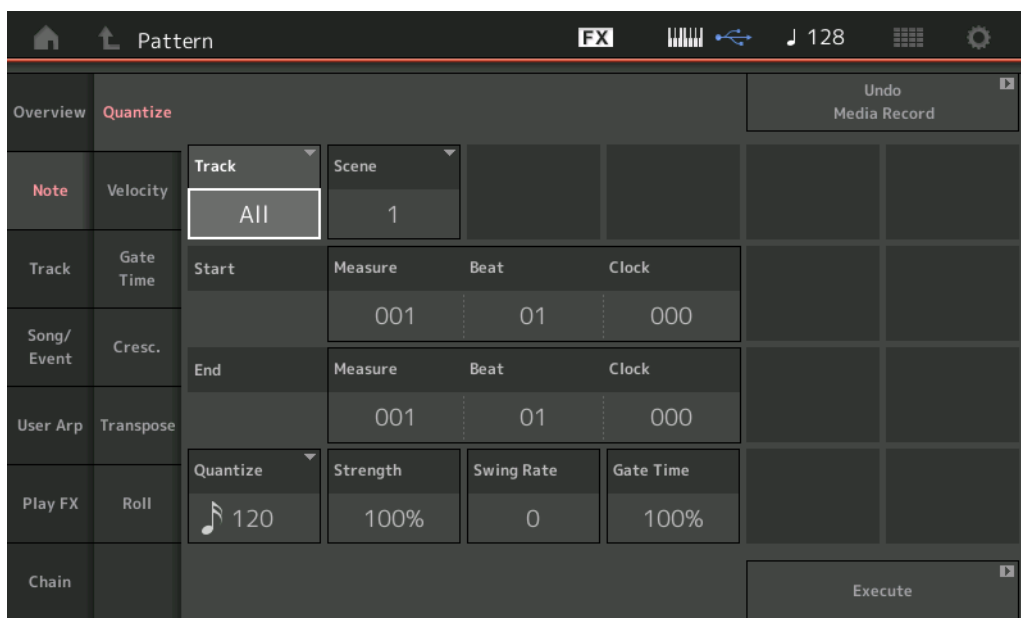 Pattern FX ♩ 128
Overview Quantize Undo
Media Record
Track Scene
Note Velocity
All 1
Track Gate
Time Start Measure Beat Clock
001 01 000
Song/
Event Cresc.
End Measure Beat Clock
001 01 000
User Arp Transpose
Quantize Strength Swing Rate Gate Time
Play FX Roll
120 100% 0 100%
Chain Execute